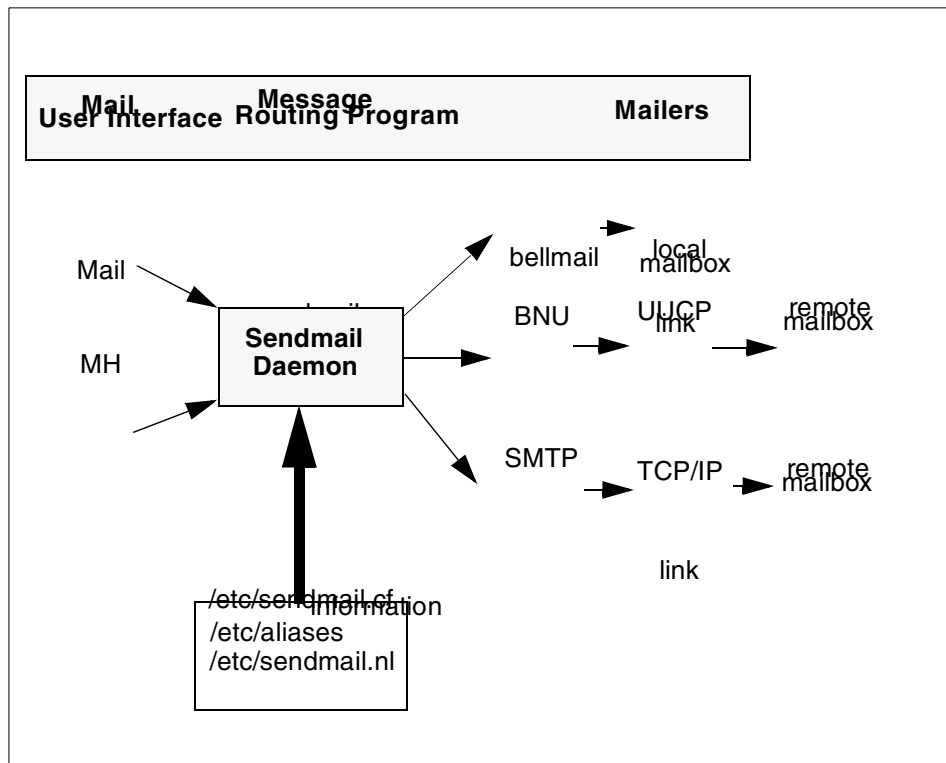 Mail
User Interface
Message
Routing Program
Mailers
Mail
MH
Sendmail
Daemon
bellmail
local
mailbox
BNU
UUCP
link
remote
mailbox
SMTP
TCP/IP
link
remote
mailbox
/etc/sendmail.cf
information
/etc/aliases
/etc/sendmail.nl